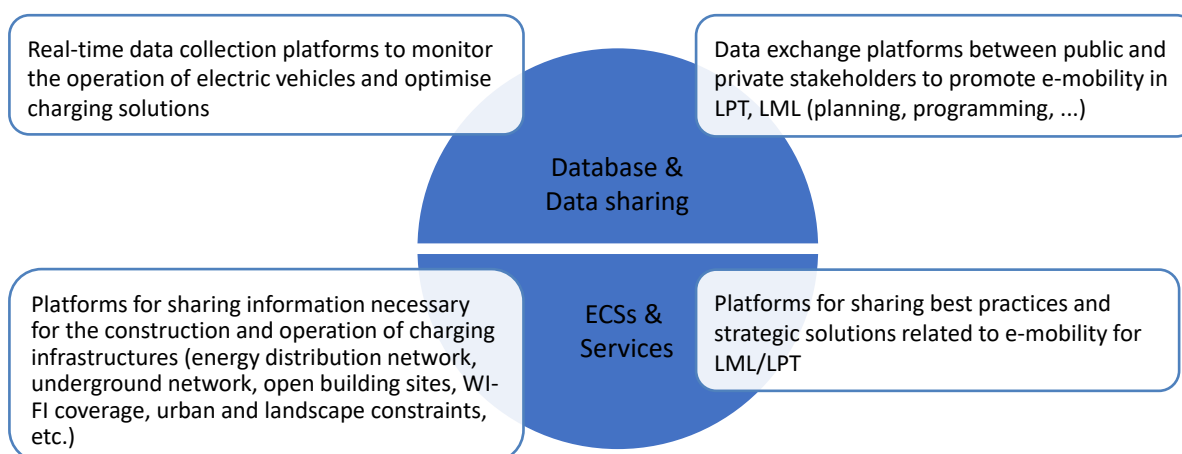 Real-time data collection platforms to monitor
the operation of electric vehicles and optimise
charging solutions
Data exchange platforms between public and
private stakeholders to promote e-mobility in
LPT, LML (planning, programming, ...)
Database &
Data sharing
Platforms for sharing information necessary
for the construction and operation of charging
infrastructures (energy distribution network,
underground network, open building sites, WI-
FI coverage, urban and landscape constraints,
etc.)
ECSs &
Services
Platforms for sharing best practices and
strategic solutions related to e-mobility for
LML/LPT